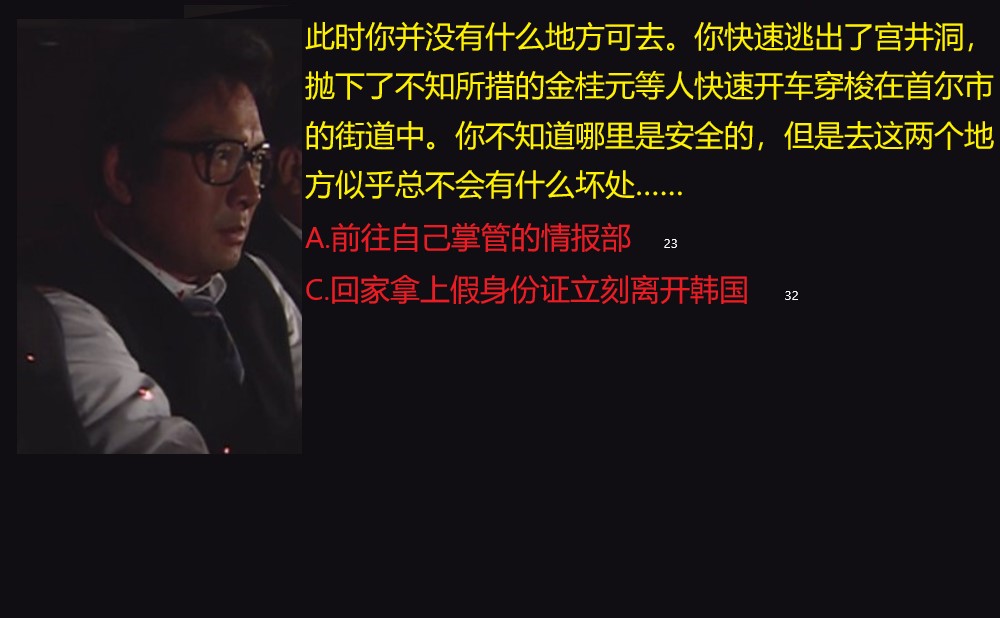 此时你并没有什么地方可去。你快速逃出了宫井洞，
抛下了不知所措的金桂元等人快速开车穿梭在首尔市
的街道中。你不知道哪里是安全的，但是去这两个地
方似乎总不会有什么坏处……
A.前往自己掌管的情报部 23
C.回家拿上假身份证立刻离开韩国 32